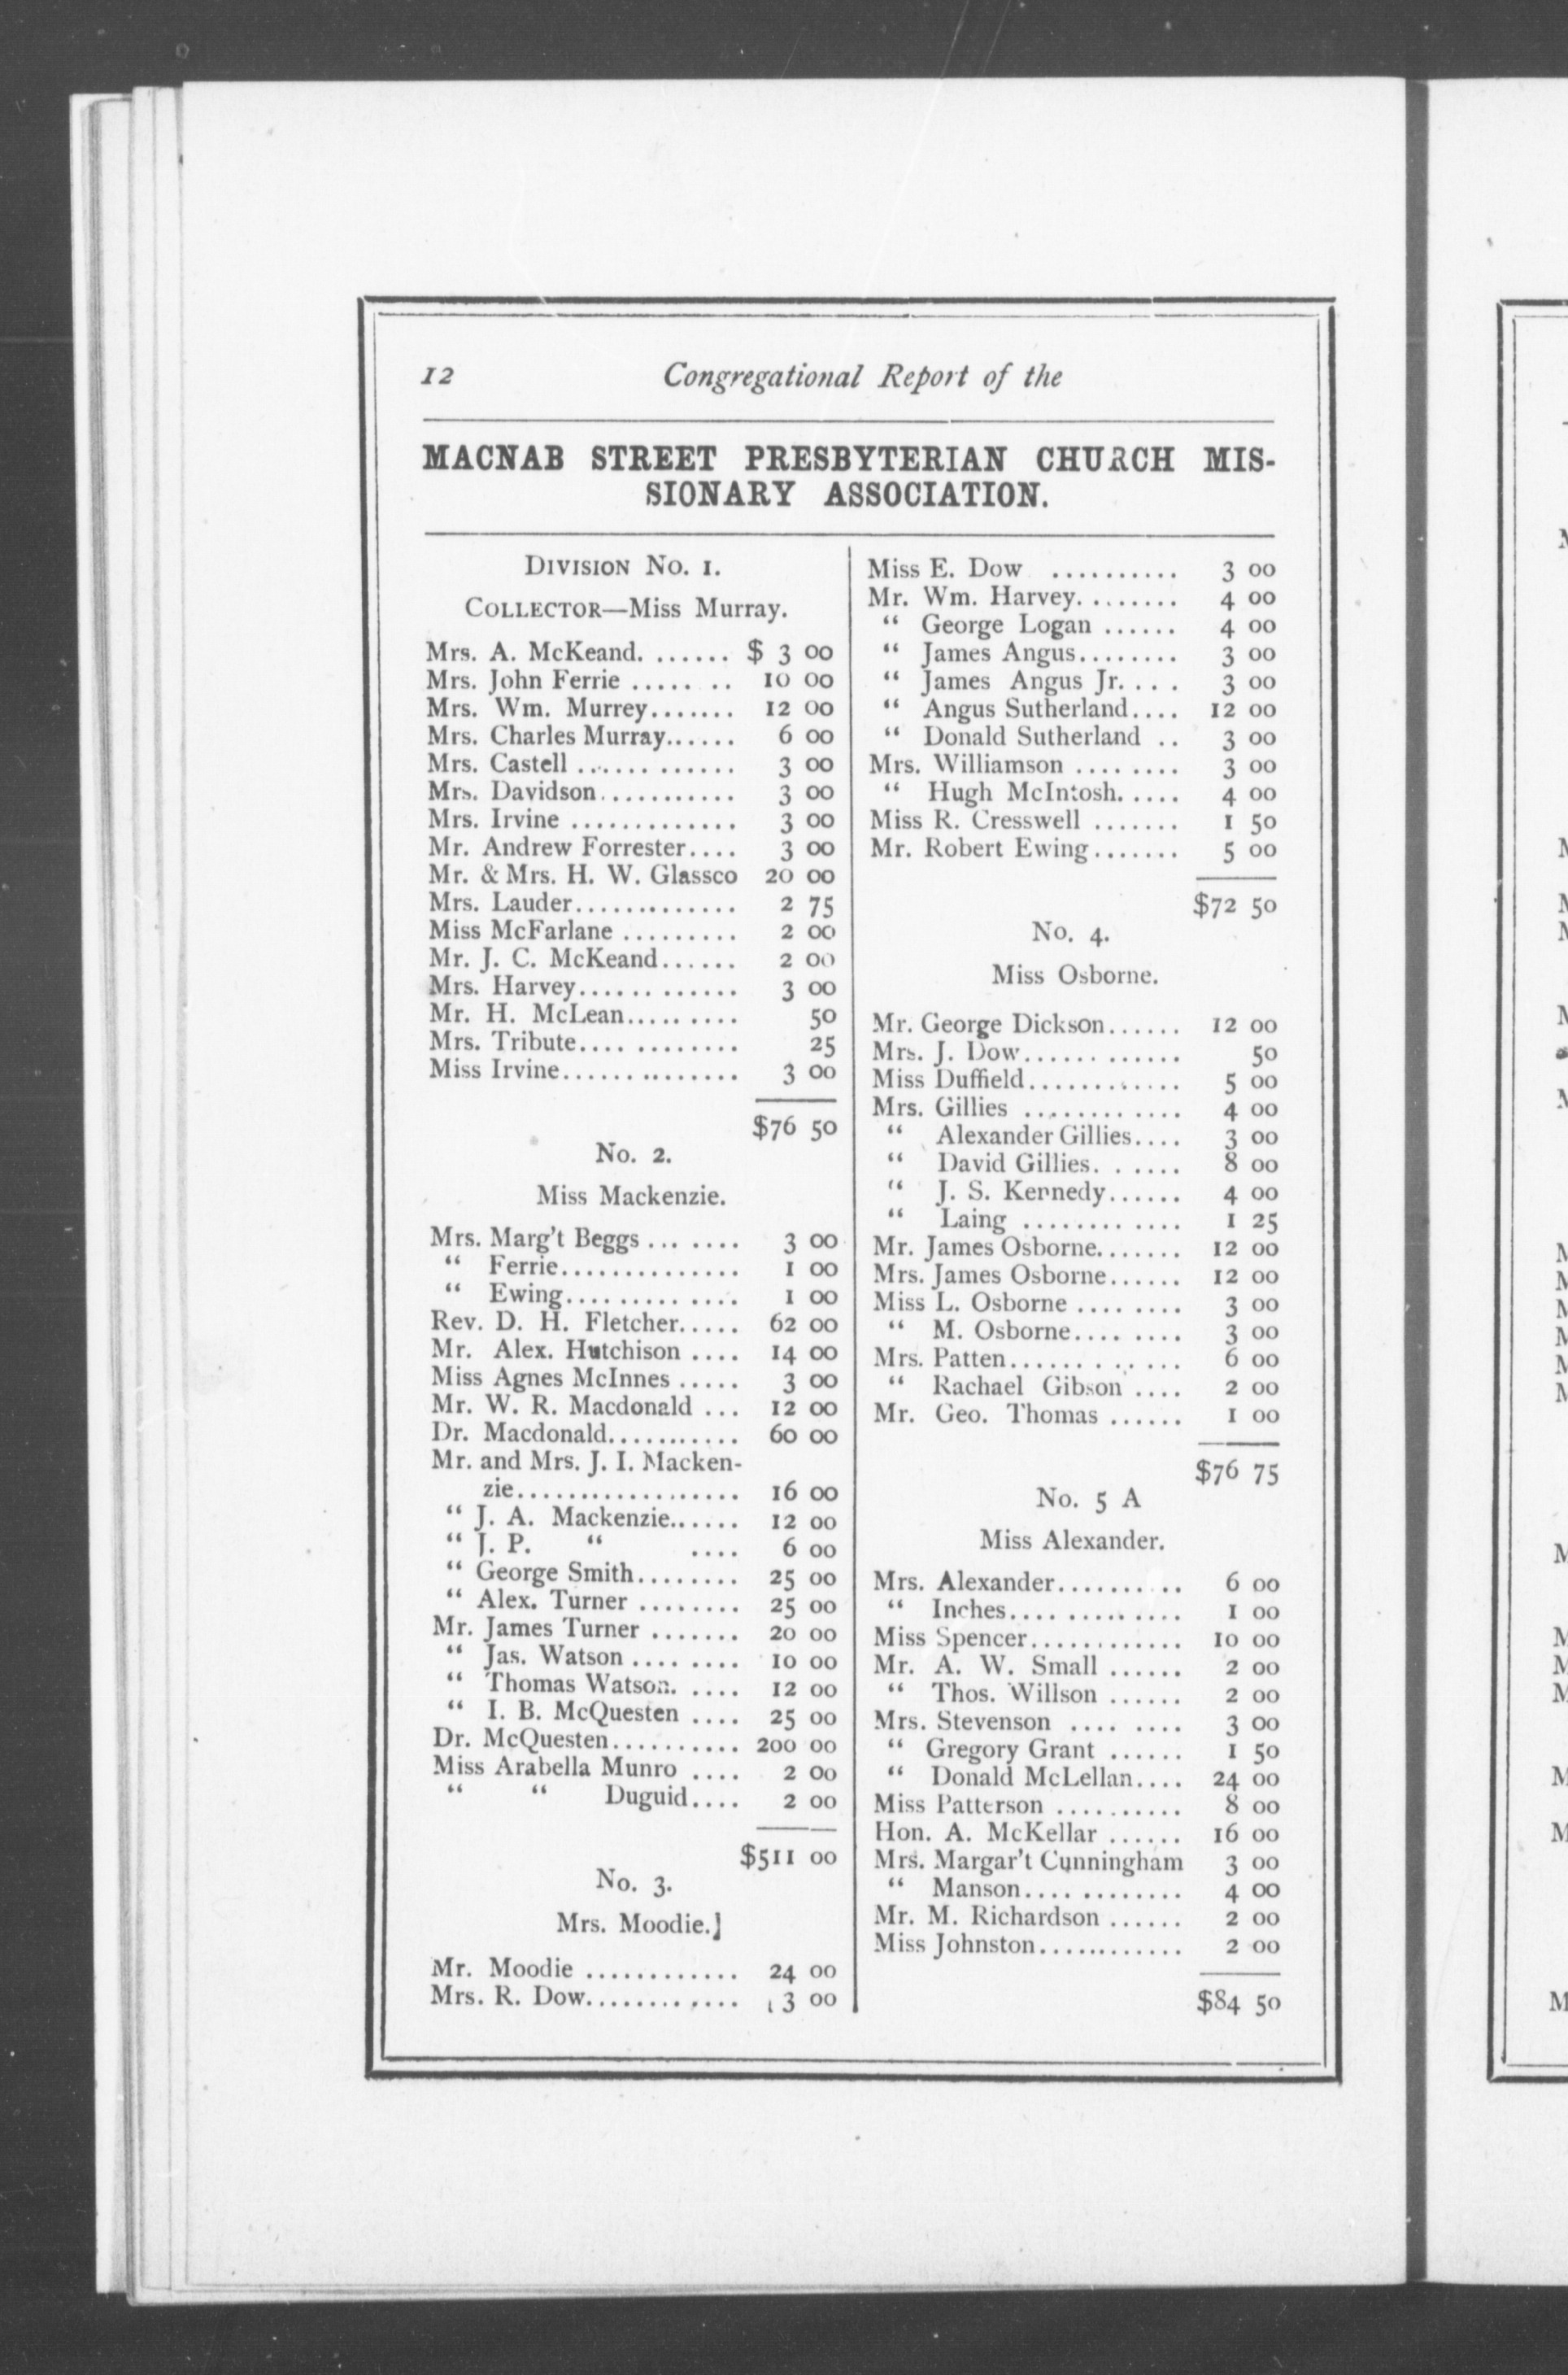 12 Congregational Report of the
MACNAB STREET PRESBYTERIAN CHURCH MIS-
SIONARY ASSOCIATION.
DIVISION No. 1.
COLLECTOR—Miss Murray.
Mrs. A. McKeand. ...... $ 3 00
Mrs. John Ferrie ..... .. 10 00
Mrs. Wm. Murrey....... 12 00
Mrs. Charles Murray...... 6 00
Mrs. Castell ............ 3 00
Mrs. Davidson........... 3 00
Mrs. Irvine ............. 3 00
Mr. Andrew Forrester.... 3 00
Mr. & Mrs. H. W. Glassco 20 00
Mrs. Lauder............. 2 75
Miss McFarlane ......... 2 00
Mr. J. C. McKeand...... 2 00
Mrs. Harvey............ 3 00
Mr. H. McLean......... 50
Mrs. Tribute............ 25
Miss Irvine.............. 3 00
$76 50
No. 2.
Miss Mackenzie.
Mrs. Marg't Beggs ... .... 3 00
“ Ferrie.............. 1 00
“ Ewing............. 1 00
Rev. D. H. Fletcher..... 62 00
Mr. Alex. Hutchison .... 14 00
Miss Agnes McInnes ..... 3 00
Mr. W. R. Macdonald ... 12 00
Dr. Macdonald........... 60 00
Mr. and Mrs. J. I. Macken-
zie.................. 16 00
“ J. A. Mackenzie...... 12 00
“ J. P. “ .... 6 00
“ George Smith........ 25 00
“ Alex. Turner ........ 25 00
Mr. James Turner ....... 20 00
“ Jas. Watson ........ 10 00
“ Thomas Watson. .... 12 00
“ I. B. McQuesten .... 25 00
Dr. McQuesten.......... 200 00
Miss Arabella Munro .... 2 00
“ “ Duguid.... 2 00
$511 00
No. 3.
Mrs. Moodie.]
Mr. Moodie ............ 24 00
Mrs. R. Dow............ 3 00
Miss E. Dow .......... 3 00
Mr. Wm. Harvey. ....... 4 00
“ George Logan ...... 4 00
“ James Angus........ 3 00
“ James Angus Jr. ... 3 00
“ Angus Sutherland.... 12 00
“ Donald Sutherland .. 3 00
Mrs. Williamson ........ 3 00
“ Hugh McIntosh. .... 4 00
Miss R. Cresswell ....... 1 50
Mr. Robert Ewing....... 5 00
$72 50
No. 4.
Miss Osborne.
Mr. George Dickson...... 12 00
Mrs. J. Dow............ 50
Miss Duffield............ 5 00
Mrs. Gillies ............ 4 00
“ Alexander Gillies.... 3 00
“ David Gillies. . .... 8 00
“ J. S. Kennedy...... 4 00
“ Laing ............ 1 25
Mr. James Osborne....... 12 00
Mrs. James Osborne...... 12 00
Miss L. Osborne ........ 3 00
“ M. Osborne........ 3 00
Mrs. Patten............. 6 00
“ Rachael Gibson .... 2 00
Mr. Geo. Thomas ...... 1 00
$76 75
No. 5 A
Miss Alexander.
Mrs. Alexander.......... 6 00
“ Inches............. 1 00
Miss Spencer............ 10 00
Mr. A. W. Small ...... 2 00
“ Thos. Willson ...... 2 00
Mrs. Stevenson .... .... 3 00
“ Gregory Grant ...... 1 50
“ Donald McLellan.... 24 00
Miss Patterson .......... 8 00
Hon. A. McKellar ...... 16 00
Mrs. Margar't Cunningham 3 00
“ Manson............ 4 00
Mr. M. Richardson ...... 2 00
Miss Johnston............ 2 00
$84 50